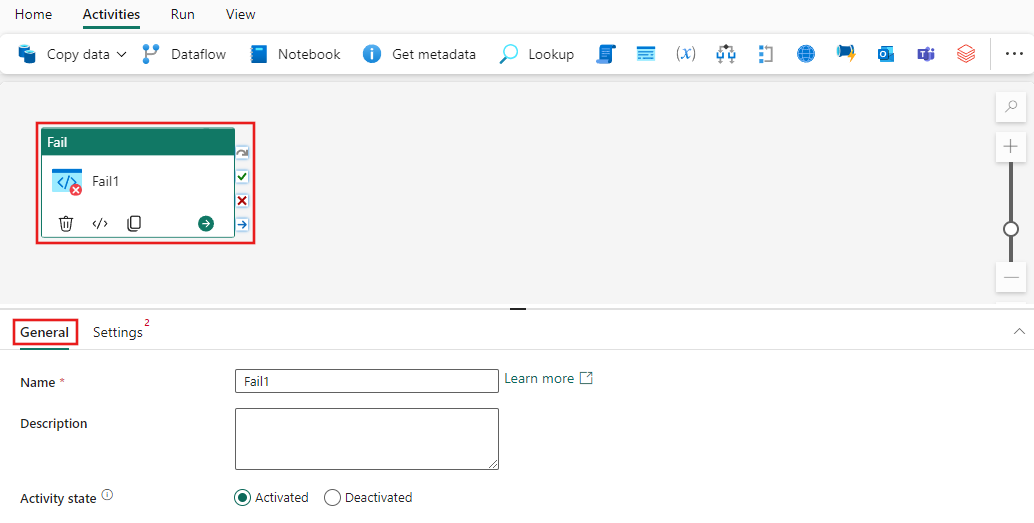 Home Activities Run View
Copy data Dataflow Notebook Get metadata Lookup (x) ...
Fail
Fail1
General Settings 2
Name * Fail1 Learn more
Description
Activity state Activated Deactivated